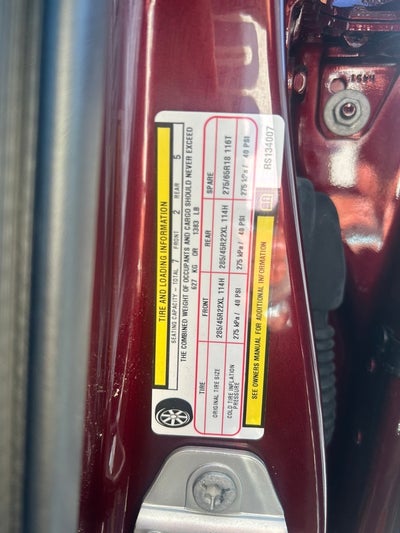 TIRE AND LOADING INFORMATION
SEATING CAPACITY – TOTAL 7 FRONT 2 REAR 5
THE COMBINED WEIGHT OF OCCUPANTS AND CARGO SHOULD NEVER EXCEED
627 KG OR 1383 LB
TIRE FRONT REAR SPARE
ORIGINAL TIRE SIZE 285/45R22XL 114H 285/45R22XL 114H 275/65R18 116T
COLD TIRE INFLATION PRESSURE 275 kPa / 40 PSI 275 kPa / 40 PSI 275 kPa / 40 PSI
SEE OWNERS MANUAL FOR ADDITIONAL INFORMATION
RS134007